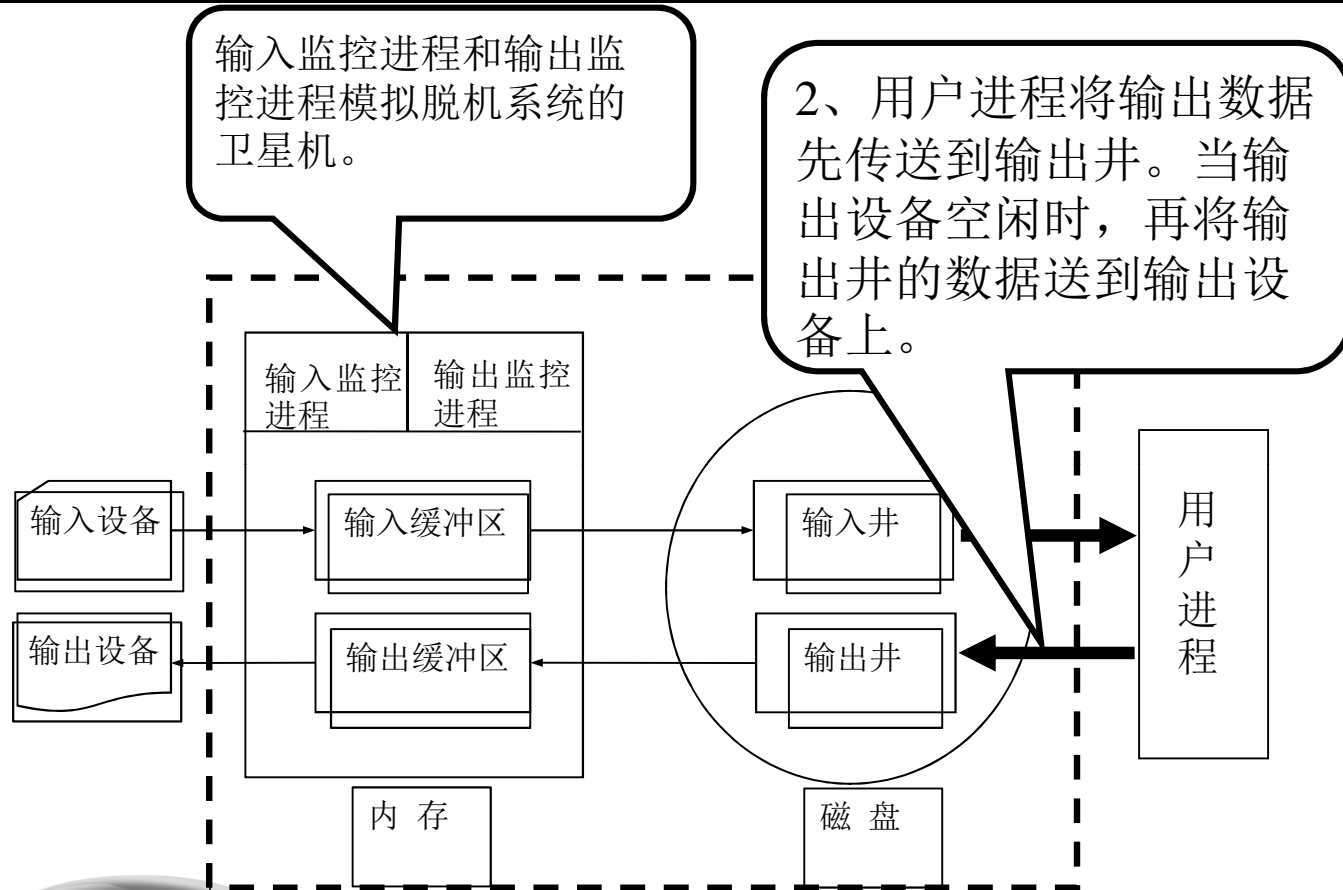 输入监控进程和输出监
控进程模拟脱机系统的
卫星机。
2、用户进程将输出数据
先传送到输出井。当输
出设备空闲时，再将输
出井的数据送到输出设
备上。
输入监控
进程
输出监控
进程
输入设备
输入缓冲区
输入井
用
户
进
程
输出设备
输出缓冲区
输出井
内 存
磁 盘